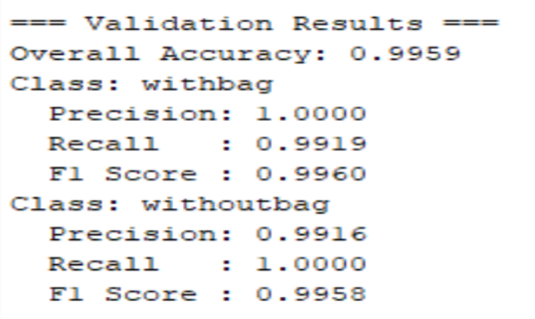 === Validation Results ===
Overall Accuracy: 0.9959
Class: withbag
  Precision: 1.0000
  Recall   : 0.9919
  F1 Score : 0.9960
Class: withoutbag
  Precision: 0.9916
  Recall   : 1.0000
  F1 Score : 0.9958